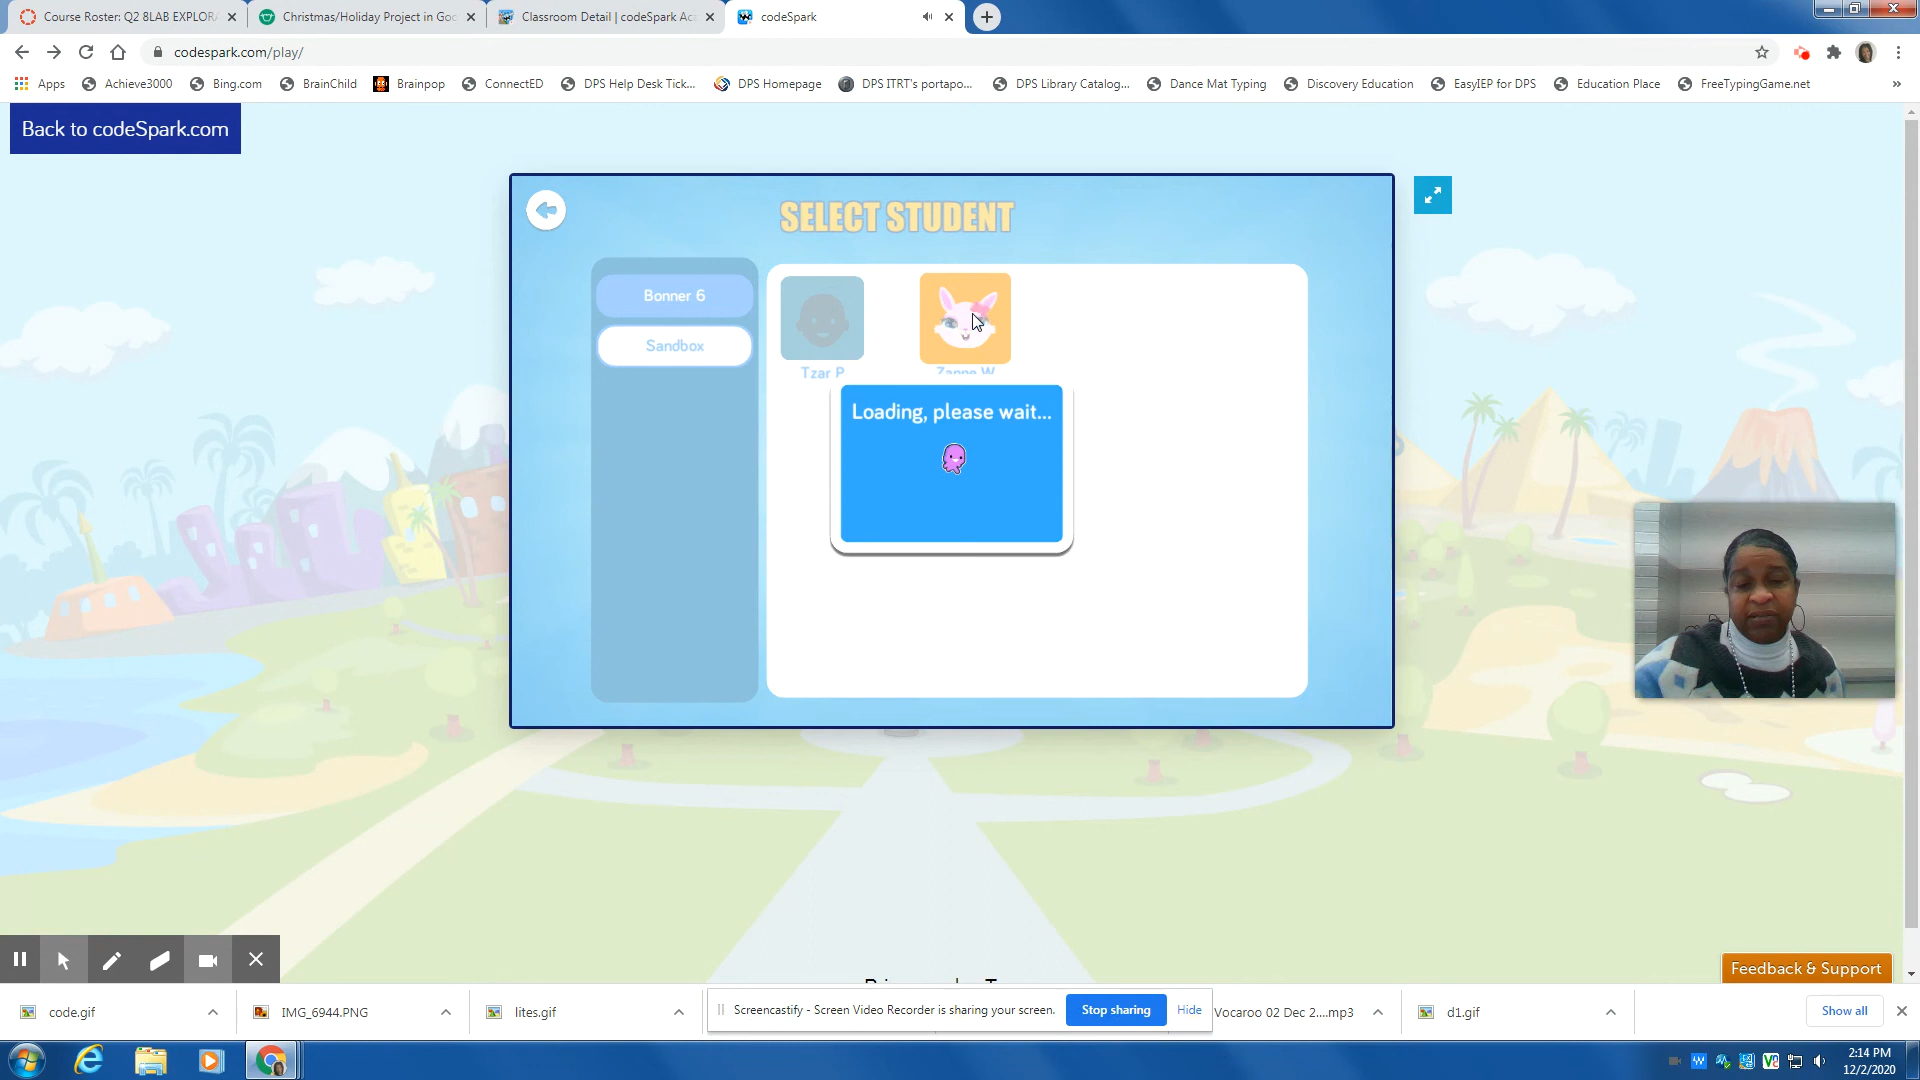 Course Roster: Q2 8LAB EXPLORA
Christmas/Holiday Project in Goo
Classroom Detail | codeSpark Aca
codeSpark
codespark.com/play/
Apps
Achieve3000
Bing.com
BrainChild
Brainpop
ConnectED
DPS Help Desk Tick...
DPS Homepage
DPS ITRT's portapo...
DPS Library Catalog...
Dance Mat Typing
Discovery Education
EasyIEP for DPS
Education Place
FreeTypingGame.net
»
Back to codeSpark.com
SELECT STUDENT
Bonner 6
Sandbox
Tzar P
Loading, please wait...
Feedback & Support
code.gif
IMG_6944.PNG
lites.gif
Screencastify - Screen Video Recorder is sharing your screen.
Stop sharing
Hide
Vocaroo 02 Dec 2....mp3
d1.gif
Show all
2:14 PM
12/2/2020